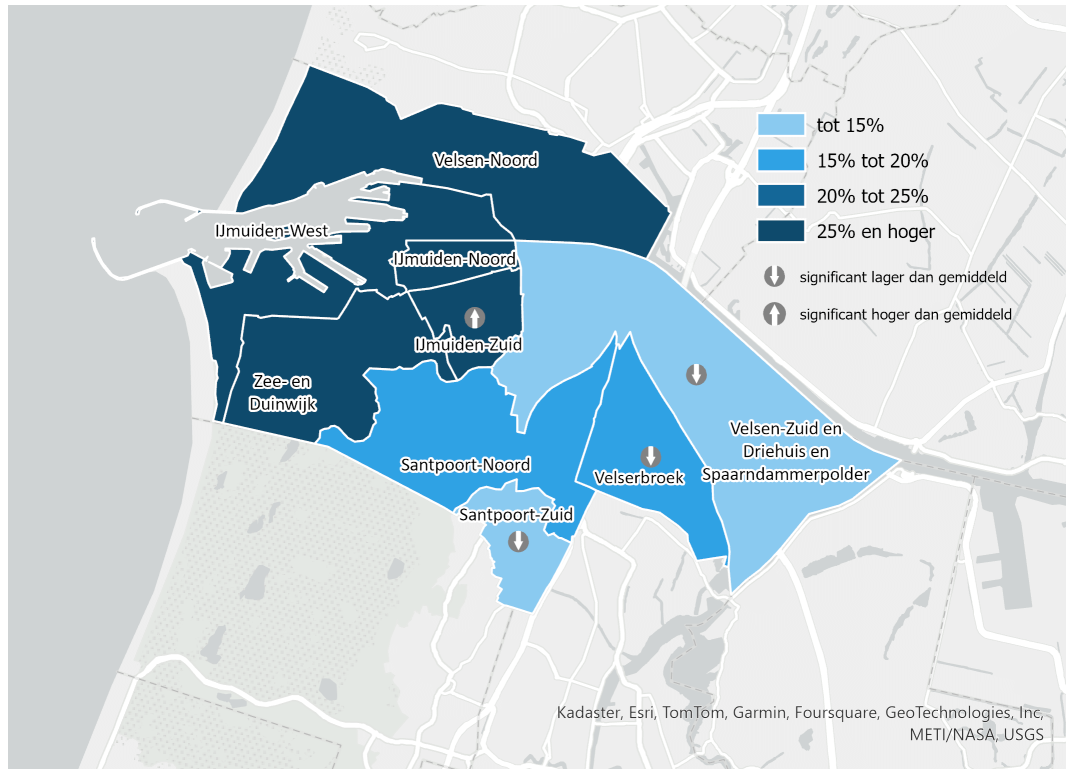 tot 15%
15% tot 20%
20% tot 25%
25% en hoger
significant lager dan gemiddeld
significant hoger dan gemiddeld
Velsen-Noord
IJmuiden-West
IJmuiden-Noord
IJmuiden-Zuid
Zee- en
Duinwijk
Velsen-Zuid en
Driehuis en
Spaarndammerpolder
Santpoort-Noord
Velserbroek
Santpoort-Zuid
Kadaster, Esri, TomTom, Garmin, Foursquare, GeoTechnologies, Inc,
METI/NASA, USGS